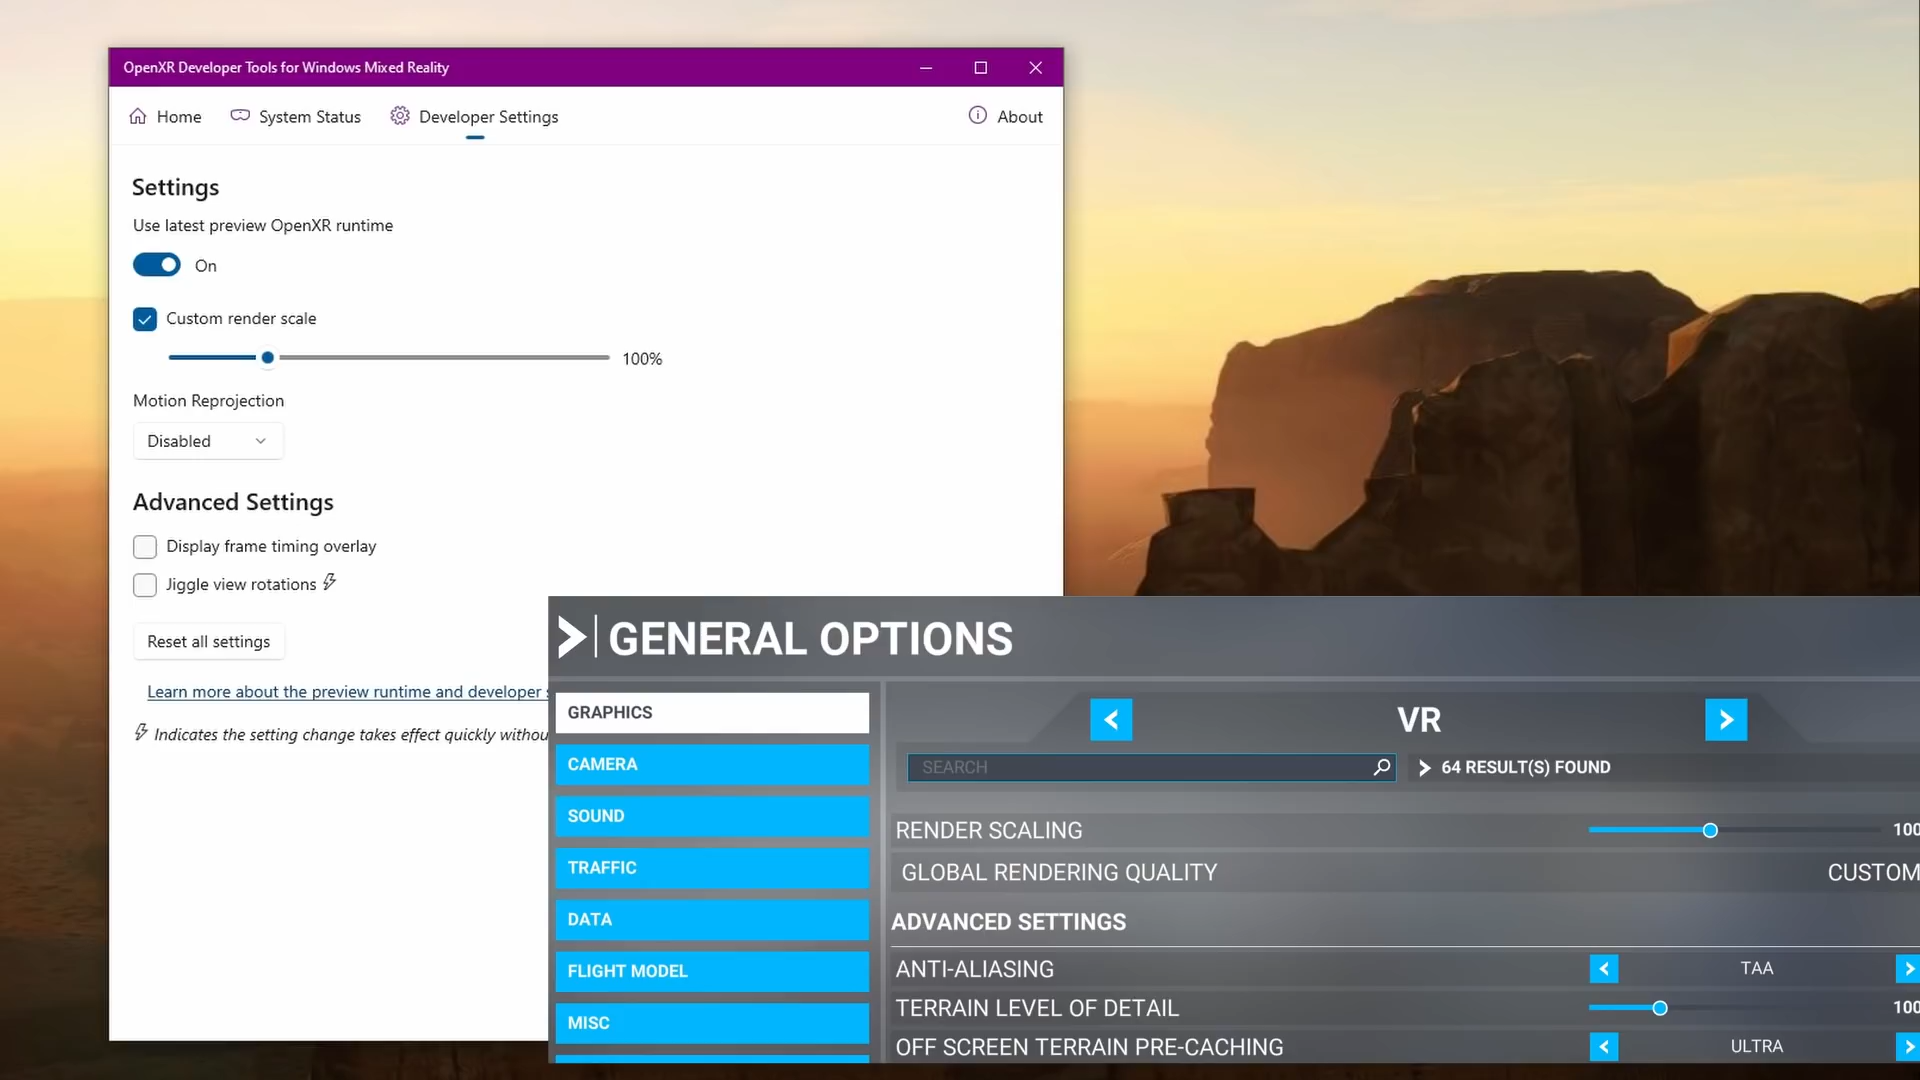 OpenXR Developer Tools for Windows Mixed Reality
Home
System Status
Developer Settings
About
Settings
Use latest preview OpenXR runtime
On
Custom render scale
100%
Motion Reprojection
Disabled
Advanced Settings
Display frame timing overlay
Jiggle view rotations
Reset all settings
Learn more about the preview runtime and developer
Indicates the setting change takes effect quickly
GENERAL OPTIONS
GRAPHICS
CAMERA
SOUND
TRAFFIC
DATA
FLIGHT MODEL
MISC
VR
SEARCH
64 RESULT(S) FOUND
RENDER SCALING
100
GLOBAL RENDERING QUALITY
CUSTOM
ADVANCED SETTINGS
ANTI-ALIASING
TAA
TERRAIN LEVEL OF DETAIL
100
OFF SCREEN TERRAIN PRE-CACHING
ULTRA